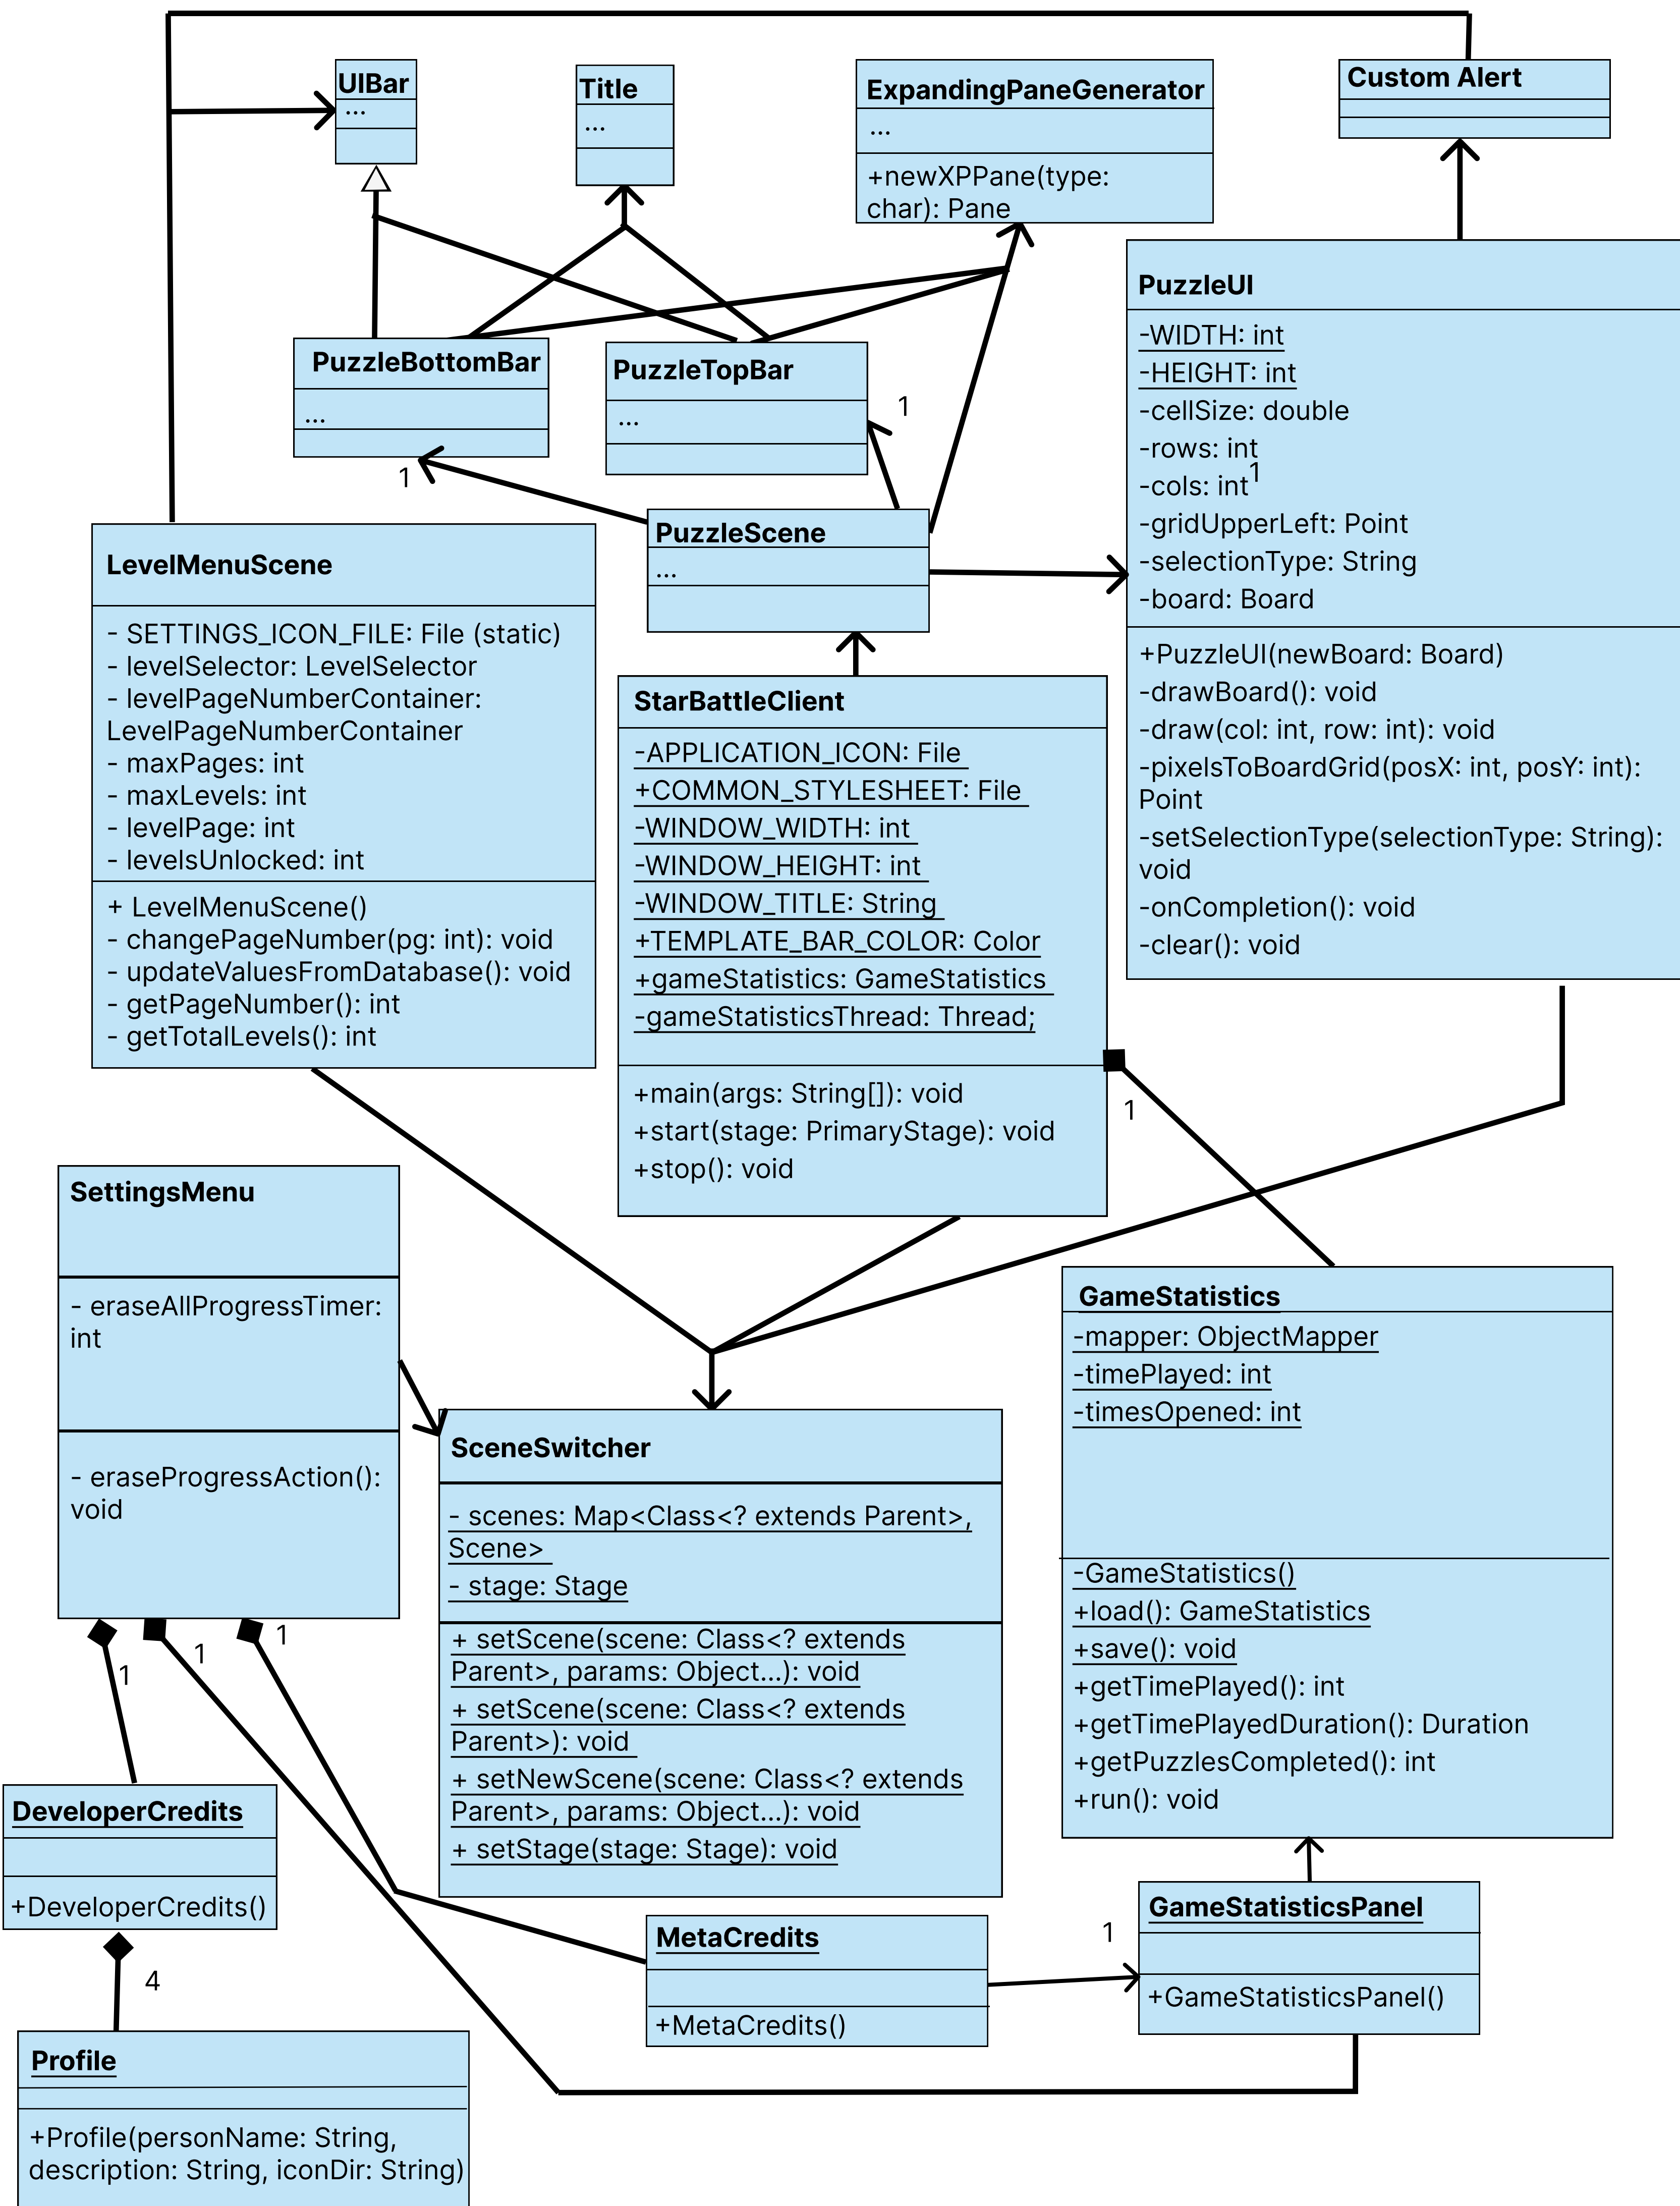 UIBar
...
Title
...
ExpandingPaneGenerator
...
+newXPPane(type:
char): Pane
Custom Alert
PuzzleUI
-WIDTH: int
-HEIGHT: int
-cellSize: double
-rows: int
-cols: int
1
-gridUpperLeft: Point
-selectionType: String
-board: Board
+PuzzleUI(newBoard: Board)
-drawBoard(): void
-draw(col: int, row: int): void
-pixelsToBoardGrid(posX: int, posY: int):
Point
-setSelectionType(selectionType: String):
void
-onCompletion(): void
-clear(): void
PuzzleBottomBar
...
1
PuzzleTopBar
...
1
PuzzleScene
...
LevelMenuScene
- SETTINGS_ICON_FILE: File (static)
- levelSelector: LevelSelector
- levelPageNumberContainer:
LevelPageNumberContainer
- maxPages: int
- maxLevels: int
- levelPage: int
- levelsUnlocked: int
+ LevelMenuScene()
- changePageNumber(pg: int): void
- updateValuesFromDatabase(): void
- getPageNumber(): int
- getTotalLevels(): int
StarBattleClient
-APPLICATION_ICON: File
+COMMON_STYLESHEET: File
-WINDOW_WIDTH: int
-WINDOW_HEIGHT: int
-WINDOW_TITLE: String
+TEMPLATE_BAR_COLOR: Color
+gameStatistics: GameStatistics
-gameStatisticsThread: Thread;
+main(args: String[]): void
+start(stage: PrimaryStage): void
+stop(): void
1
SettingsMenu
- eraseAllProgressTimer:
int
- eraseProgressAction():
void
1
1
1
SceneSwitcher
- scenes: Map<Class<? extends Parent>,
Scene>
- stage: Stage
+ setScene(scene: Class<? extends
Parent>, params: Object...): void
+ setScene(scene: Class<? extends
Parent>): void
+ setNewScene(scene: Class<? extends
Parent>, params: Object...): void
+ setStage(stage: Stage): void
GameStatistics
-mapper: ObjectMapper
-timePlayed: int
-timesOpened: int
-GameStatistics()
+load(): GameStatistics
+save(): void
+getTimePlayed(): int
+getTimePlayedDuration(): Duration
+getPuzzlesCompleted(): int
+run(): void
DeveloperCredits
+DeveloperCredits()
4
MetaCredits
+MetaCredits()
1
GameStatisticsPanel
+GameStatisticsPanel()
Profile
+Profile(personName: String,
description: String, iconDir: String)